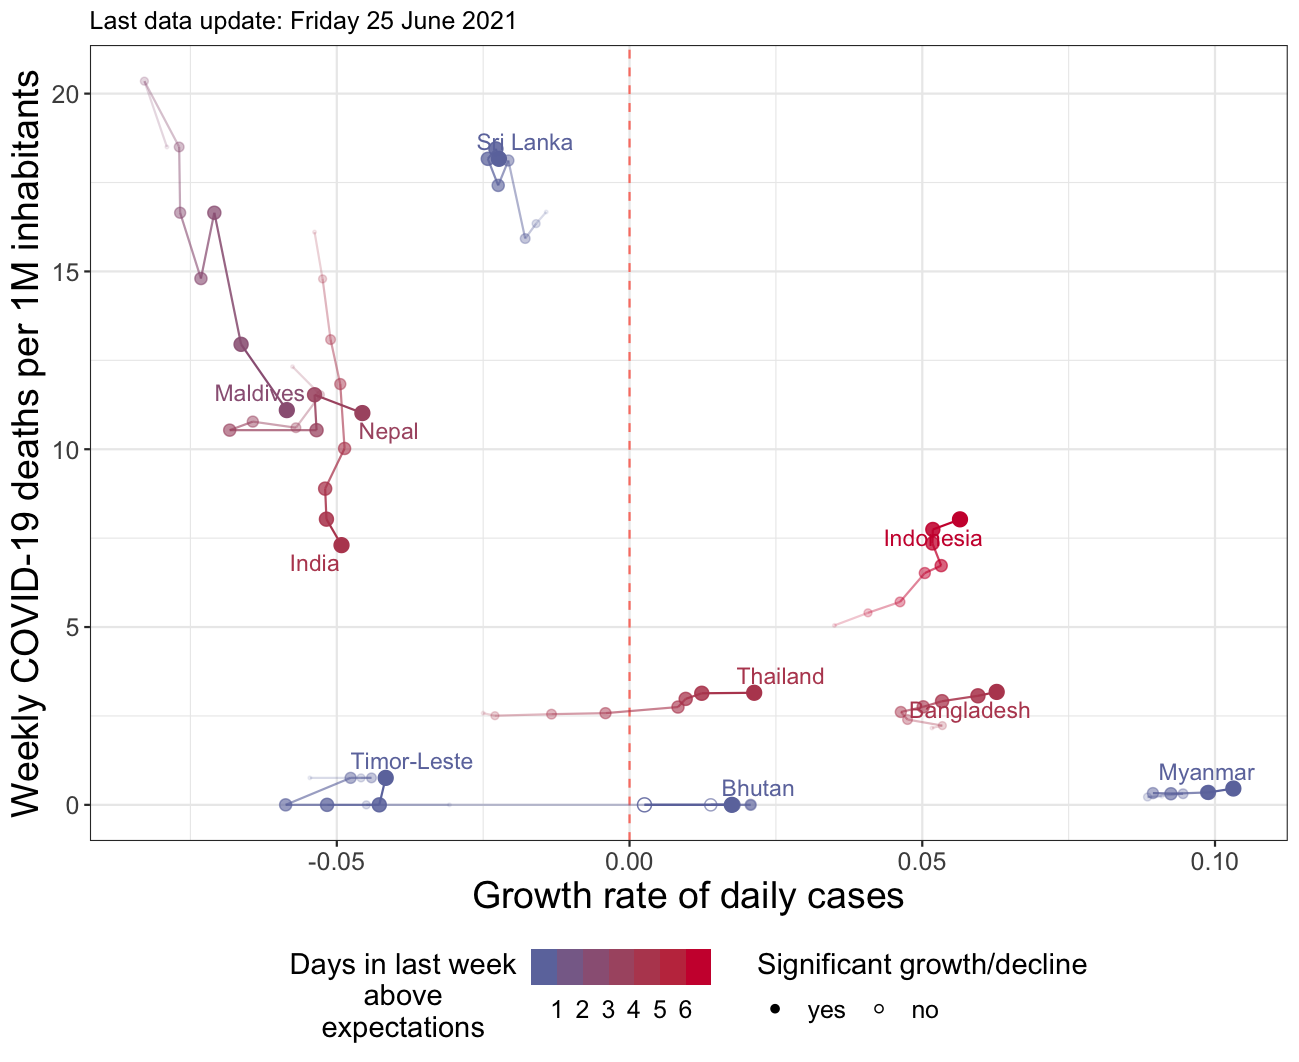 Last data update: Friday 25 June 2021
Weekly COVID-19 deaths per 1M inhabitants
20
15
10
5
0
Sri Lanka
Maldives
Nepal
India
Indonesia
Thailand
Bangladesh
Timor-Leste
Myanmar
Bhutan
-0.05
0.00
0.05
0.10
Growth rate of daily cases
Days in last week
above
expectations
1 2 3 4 5 6
Significant growth/decline
yes
no